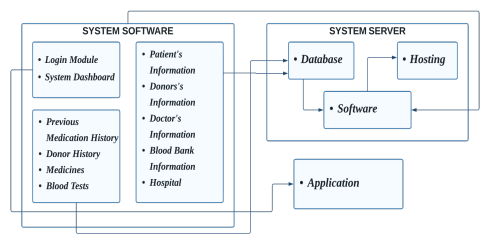 SYSTEM SOFTWARE
• Login Module
• System Dashboard
• Previous
Medication History
• Donor History
• Medicines
• Blood Tests
• Patient's
Information
• Donors's
Information
• Doctor's
Information
• Blood Bank
Information
• Hospital
SYSTEM SERVER
• Database
• Hosting
• Software
• Application